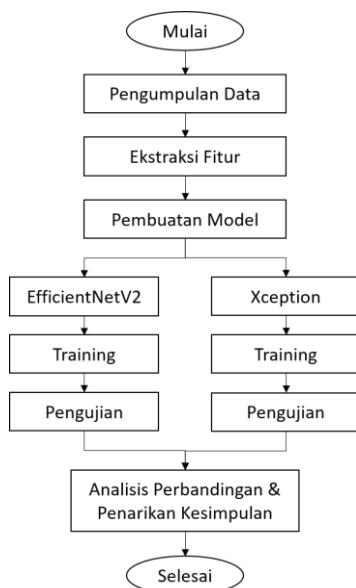 Mulai
Pengumpulan Data
Ekstraksi Fitur
Pembuatan Model
EfficientNetV2
Xception
Training
Training
Pengujian
Pengujian
Analisis Perbandingan &
Penarikan Kesimpulan
Selesai